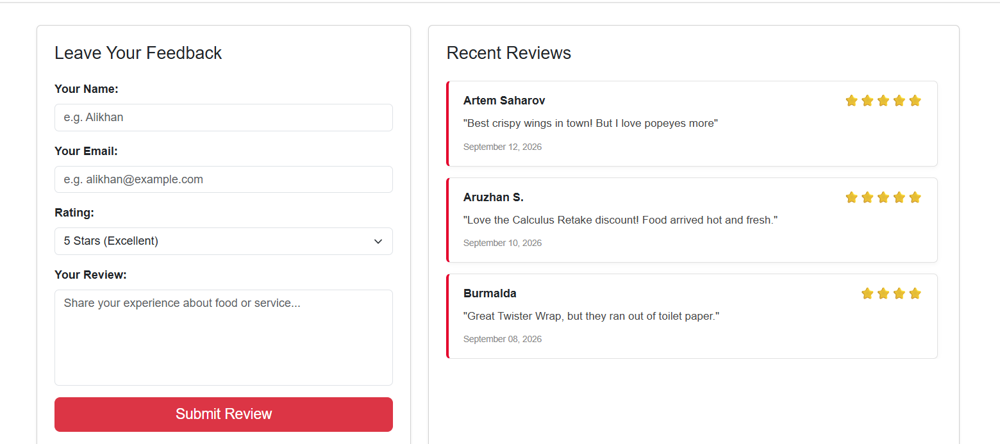 Leave Your Feedback
Your Name:
e.g. Alikhan
Your Email:
e.g. alikhan@example.com
Rating:
5 Stars (Excellent)
Your Review:
Share your experience about food or service...
Submit Review
Recent Reviews
Artem Saharov
"Best crispy wings in town! But I love popeyes more"
September 12, 2026
Aruzhan S.
"Love the Calculus Retake discount! Food arrived hot and fresh."
September 10, 2026
Burmalda
"Great Twister Wrap, but they ran out of toilet paper."
September 08, 2026